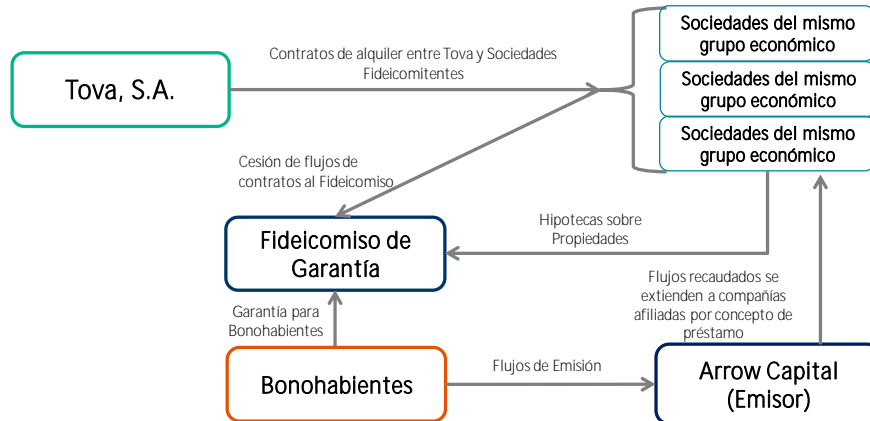 Sociedades del mismo
grupo económico
Contratos de alquiler entre Tova y Sociedades
Fideicomitentes
Tova, S.A.
Sociedades del mismo
grupo económico
Sociedades del mismo
grupo económico
Cesión de flujos de
contratos al Fideicomiso
Fideicomiso de
Garantía
Hipotecas sobre
Propiedades
Flujos recaudados se
extienden a compañías
afiliadas por concepto de
préstamo
Garantía para
Bonohabientes
Bonohabientes
Flujos de Emisión
Arrow Capital
(Emisor)